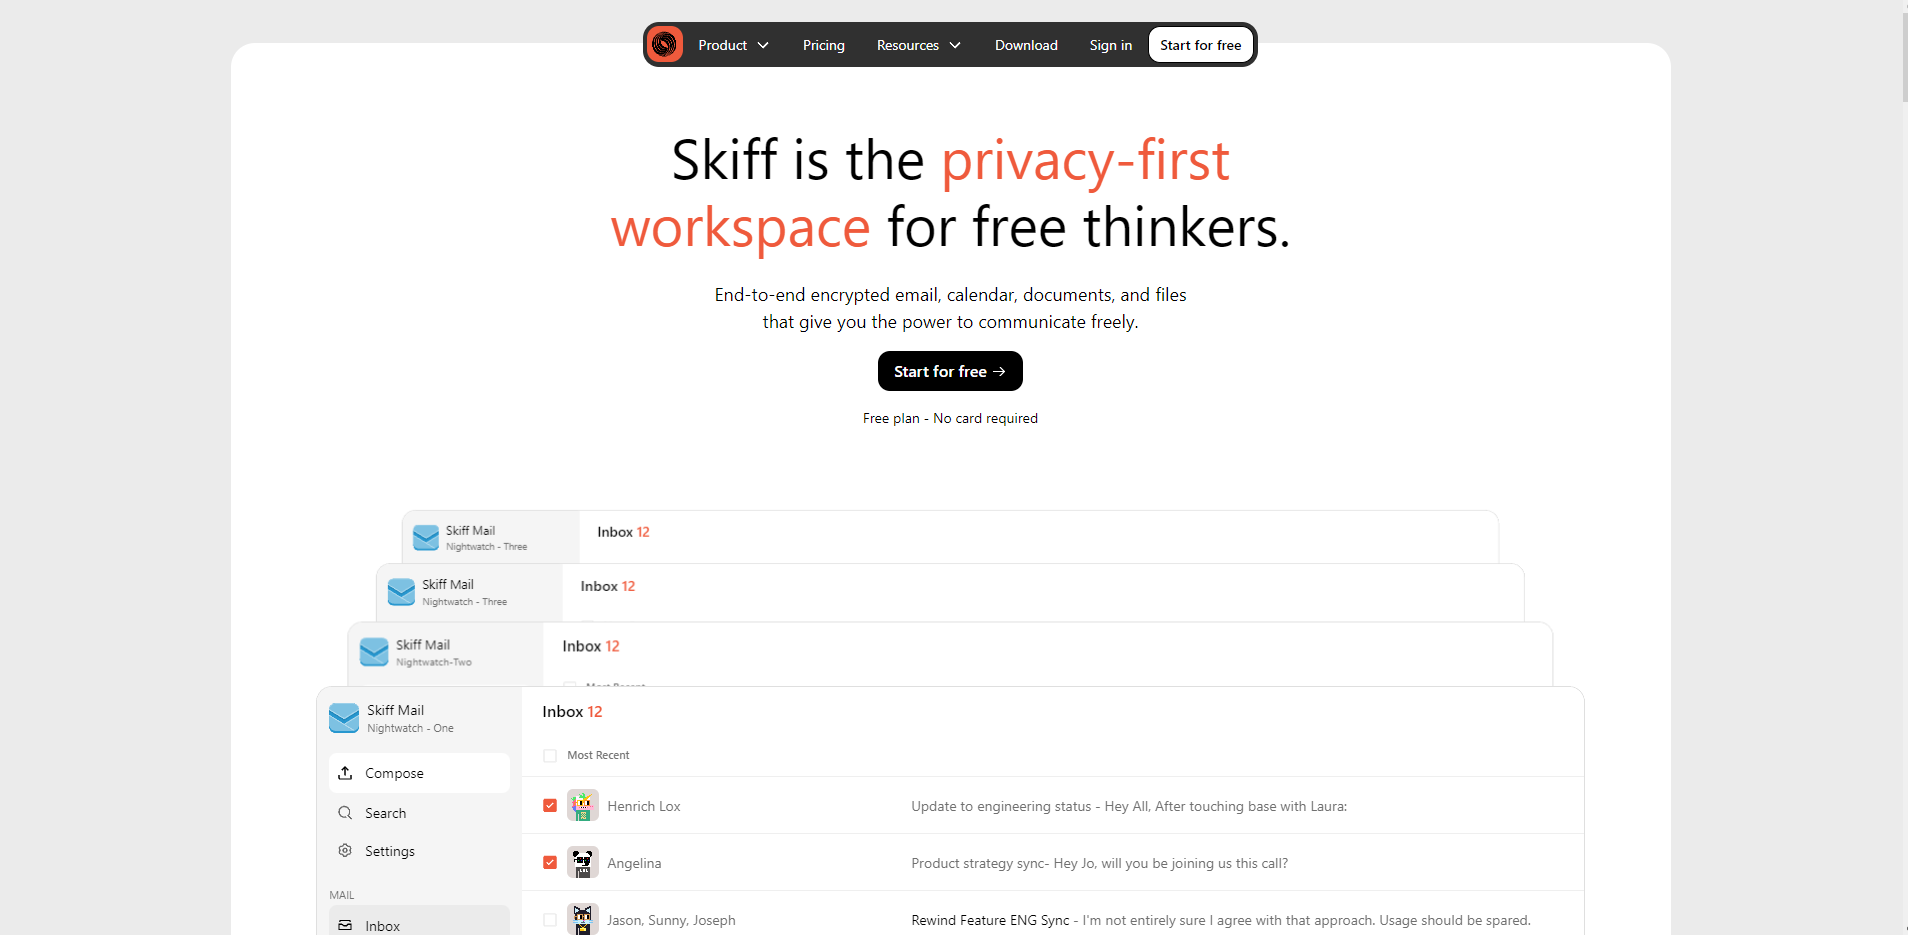 Product Pricing Resources Download Sign in Start for free
Skiff is the privacy-first
workspace for free thinkers.
End-to-end encrypted email, calendar, documents, and files
that give you the power to communicate freely.
Start for free →
Free plan - No card required
Skiff Mail
Nightwatch - Three
Inbox 12
Skiff Mail
Nightwatch - Three
Inbox 12
Skiff Mail
Nightwatch-Two
Inbox 12
Skiff Mail
Nightwatch - One
Compose
Search
Settings
MAIL
Inbox
Inbox 12
Most Recent
Henrich Lox Update to engineering status - Hey All, After touching base with Laura:
Angelina Product strategy sync- Hey Jo, will you be joining us this call?
Jason, Sunny, Joseph Rewind Feature ENG Sync - I'm not entirely sure I agree with that approach. Usage should be spared.